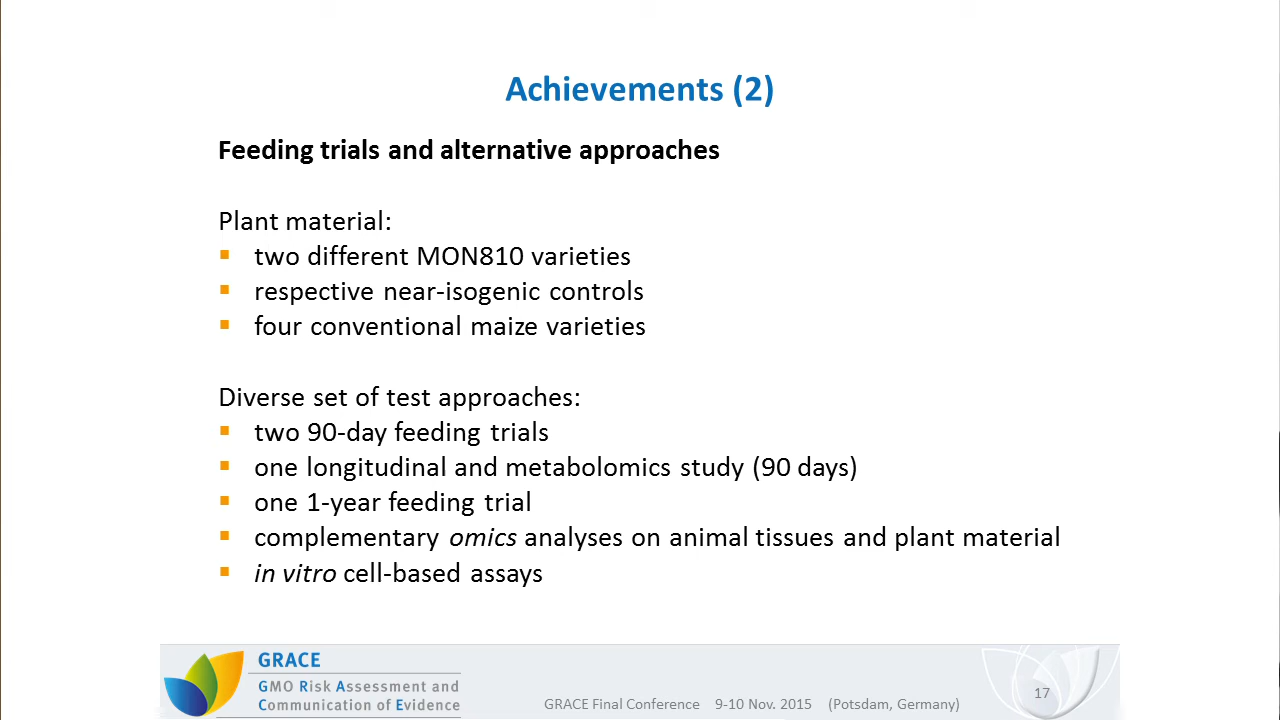 Achievements (2)
Feeding trials and alternative approaches
Plant material:
▪ two different MON810 varieties
▪ respective near-isogenic controls
▪ four conventional maize varieties
Diverse set of test approaches:
▪ two 90-day feeding trials
▪ one longitudinal and metabolomics study (90 days)
▪ one 1-year feeding trial
▪ complementary omics analyses on animal tissues and plant material
▪ in vitro cell-based assays
GRACE
GMO Risk Assessment and
Communication of Evidence
GRACE Final Conference 9-10 Nov. 2015 (Potsdam, Germany)
17